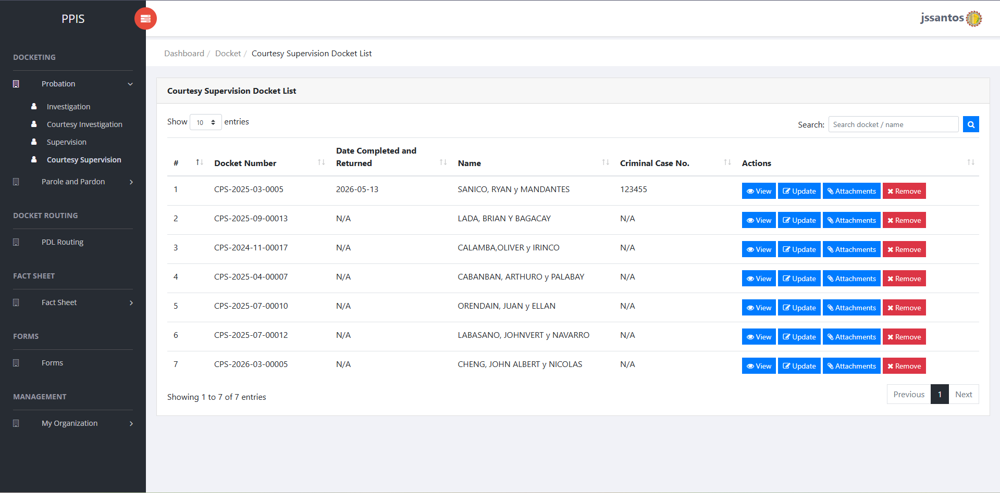 PPIS
jssantos
DOCKETING
Probation
Investigation
Courtesy Investigation
Supervision
Courtesy Supervision
Parole and Pardon
DOCKET ROUTING
PDL Routing
FACT SHEET
Fact Sheet
FORMS
Forms
MANAGEMENT
My Organization
Dashboard / Docket / Courtesy Supervision Docket List
Courtesy Supervision Docket List
Show 10 entries
Search: Search docket / name
# Docket Number Date Completed and Returned Name Criminal Case No. Actions
1 CPS-2025-03-0005 2026-05-13 SANICO, RYAN y MANDANTES 123455 View Update Attachments Remove
2 CPS-2025-09-00013 N/A LADA, BRIAN Y BAGACAY N/A View Update Attachments Remove
3 CPS-2024-11-00017 N/A CALAMBA,OLIVER y IRINCO N/A View Update Attachments Remove
4 CPS-2025-04-00007 N/A CABANBAN, ARTHURO y PALABAY N/A View Update Attachments Remove
5 CPS-2025-07-00010 N/A ORENDAIN, JUAN y ELLAN N/A View Update Attachments Remove
6 CPS-2025-07-00012 N/A LABASANO, JOHNVERT y NAVARRO N/A View Update Attachments Remove
7 CPS-2026-03-00005 N/A CHENG, JOHN ALBERT y NICOLAS N/A View Update Attachments Remove
Showing 1 to 7 of 7 entries
Previous 1 Next